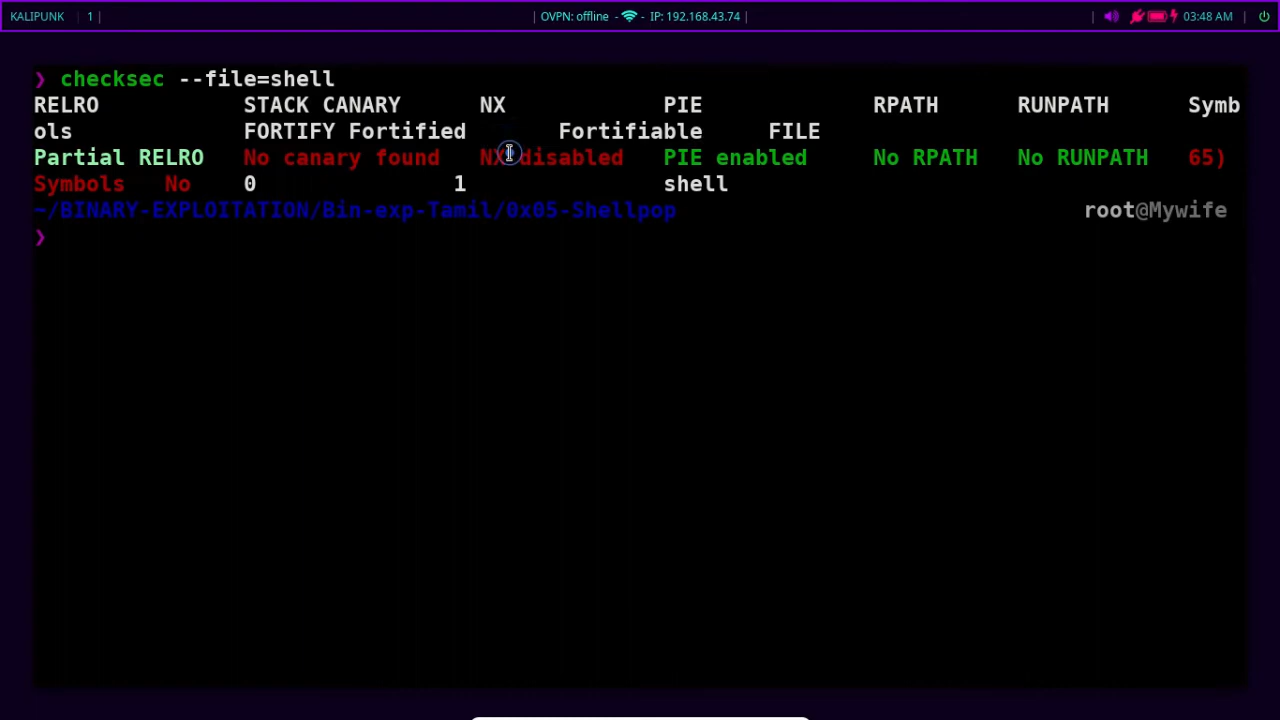 KALIPUNK | 1 | | OVPN: offline - - IP: 192.168.43.74 | | 03:48 AM |
❯ checksec --file=shell
RELRO STACK CANARY NX PIE RPATH RUNPATH Symb
ols FORTIFY Fortified Fortifiable FILE
Partial RELRO No canary found NX disabled PIE enabled No RPATH No RUNPATH 65)
Symbols No 0 1 shell
~/BINARY-EXPLOITATION/Bin-exp-Tamil/0x05-Shellpop root@Mywife
❯